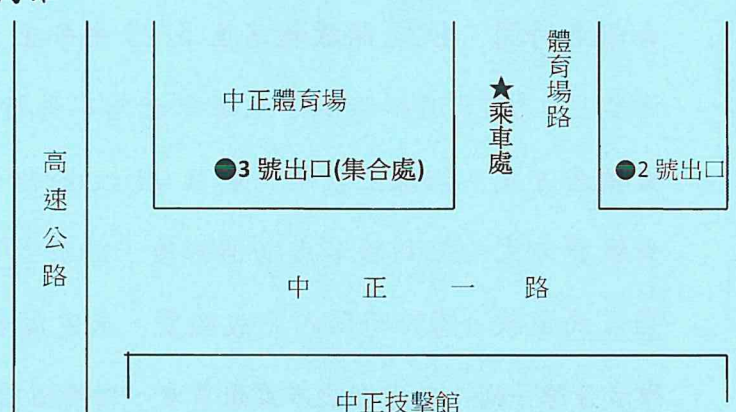 高速公路
中正體育場
●3 號出口(集合處)
★乘車處
體育場路
●2 號出口
中 正 一 路
中正技擊館